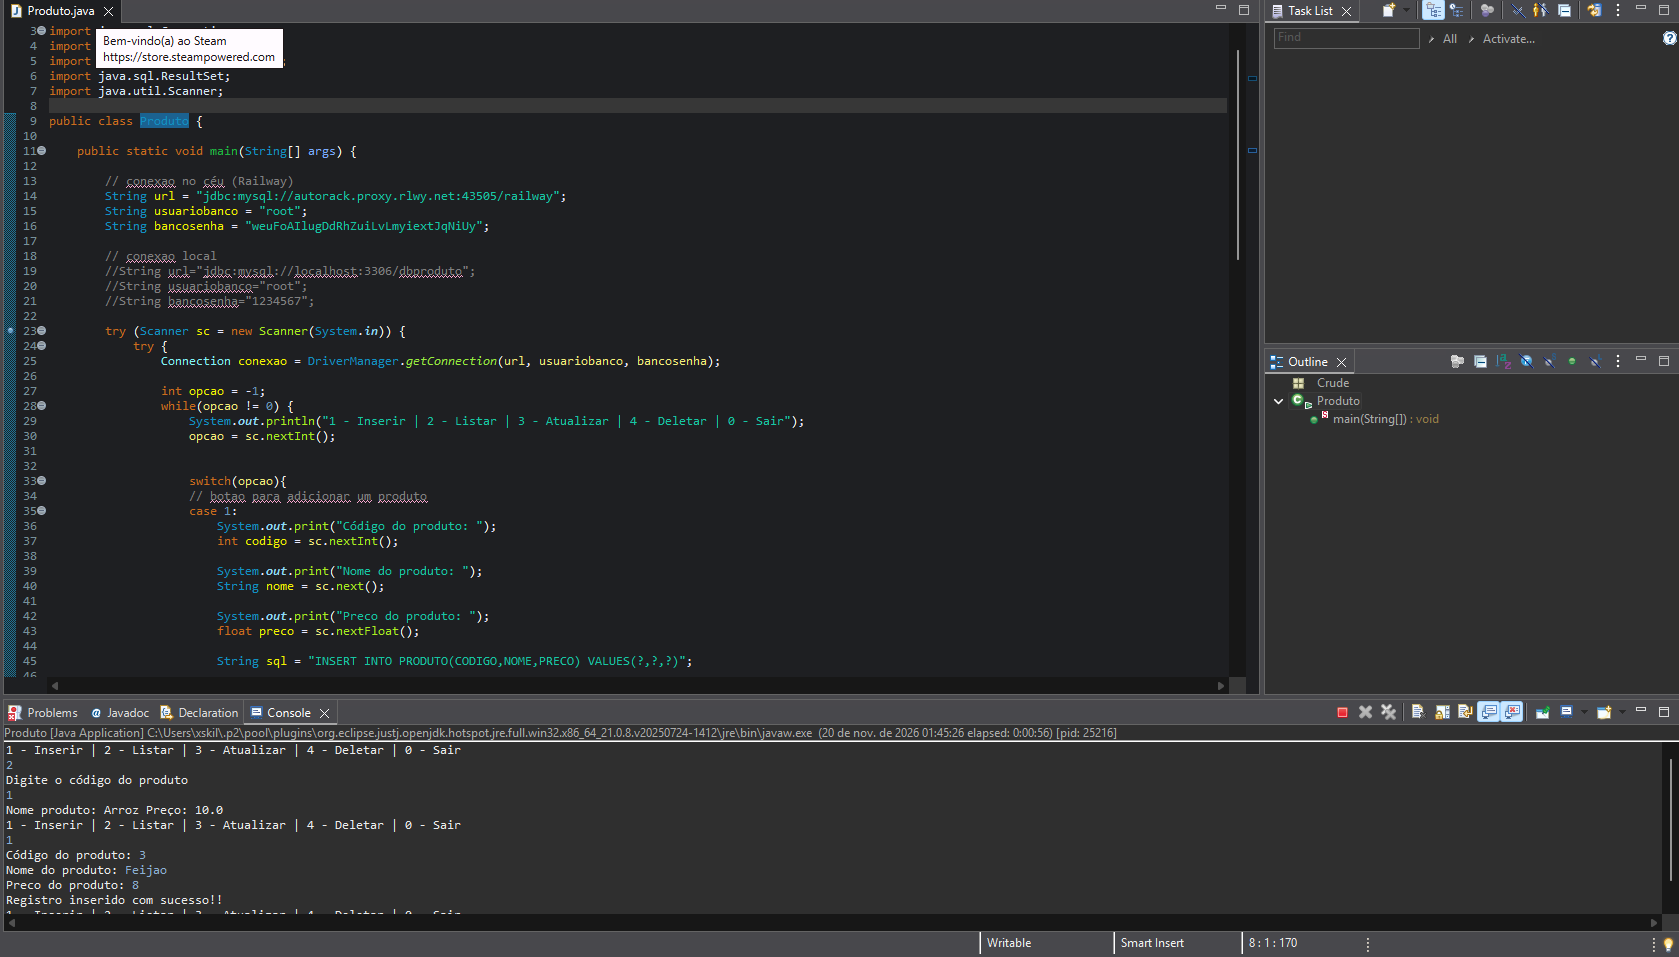 Produto.java
Task List
Find
All
Activate...
Bem-vindo(a) ao Steam
https://store.steampowered.com
3 import
4 import
5 import
6 import java.sql.ResultSet;
7 import java.util.Scanner;
8
9 public class Produto {
10
11 public static void main(String[] args) {
12
13 // conexao no céu (Railway)
14 String url = "jdbc:mysql://autorack.proxy.rlwy.net:43505/railway";
15 String usuariobanco = "root";
16 String bancosenha = "weuFoAIlugDdRhZuiLvLmyiextJqNiUy";
17
18 // conexao local
19 //String url="jdbc:mysql://localhost:3306/dbproduto";
20 //String usuariobanco="root";
21 //String bancosenha="1234567";
22
23 try (Scanner sc = new Scanner(System.in)) {
24 try {
25 Connection conexao = DriverManager.getConnection(url, usuariobanco, bancosenha);
26
27 int opcao = -1;
28 while(opcao != 0) {
29 System.out.println("1 - Inserir | 2 - Listar | 3 - Atualizar | 4 - Deletar | 0 - Sair");
30 opcao = sc.nextInt();
31
32
33 switch(opcao){
34 // botao para adicionar um produto
35 case 1:
36 System.out.print("Código do produto: ");
37 int codigo = sc.nextInt();
38
39 System.out.print("Nome do produto: ");
40 String nome = sc.next();
41
42 System.out.print("Preco do produto: ");
43 float preco = sc.nextFloat();
44
45 String sql = "INSERT INTO PRODUTO(CODIGO,NOME,PRECO) VALUES(?,?,?)";
46
Outline
Crude
Produto
main(String[]) : void
Problems
Javadoc
Declaration
Console
Produto [Java Application] C:\Users\xskil\.p2\pool\plugins\org.eclipse.justj.openjdk.hotspot.jre.full.win32.x86_64_21.0.8.v20250724-1412\jre\bin\javaw.exe (20 de nov. de 2026 01:45:26 elapsed: 0:00:56) [pid: 25216]
1 - Inserir | 2 - Listar | 3 - Atualizar | 4 - Deletar | 0 - Sair
2
Digite o código do produto
1
Nome produto: Arroz Preço: 10.0
1 - Inserir | 2 - Listar | 3 - Atualizar | 4 - Deletar | 0 - Sair
1
Código do produto: 3
Nome do produto: Feijao
Preco do produto: 8
Registro inserido com sucesso!!
1 - Inserir | 2 - Listar | 3 - Atualizar | 4 - Deletar | 0 - Sair
Writable
Smart Insert
8 : 1 : 170